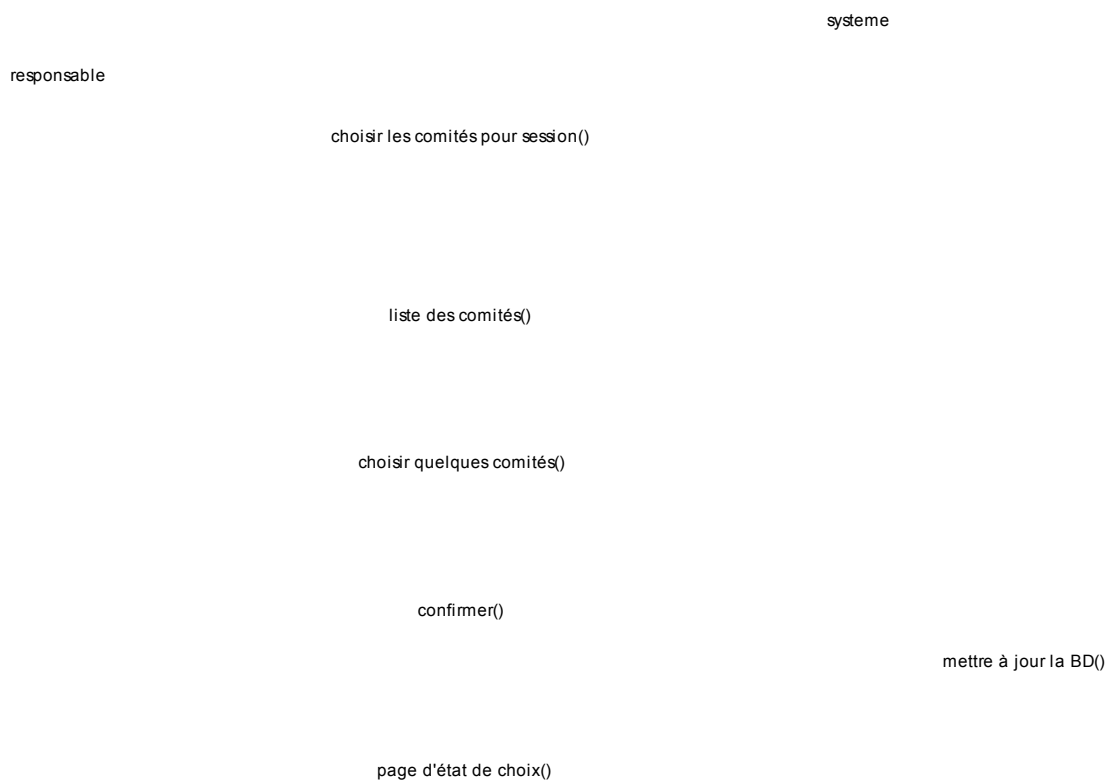 systeme
responsable
choisir les comités pour session()
liste des comités()
choisir quelques comités()
confirmer()
mettre à jour la BD()
page d'état de choix()